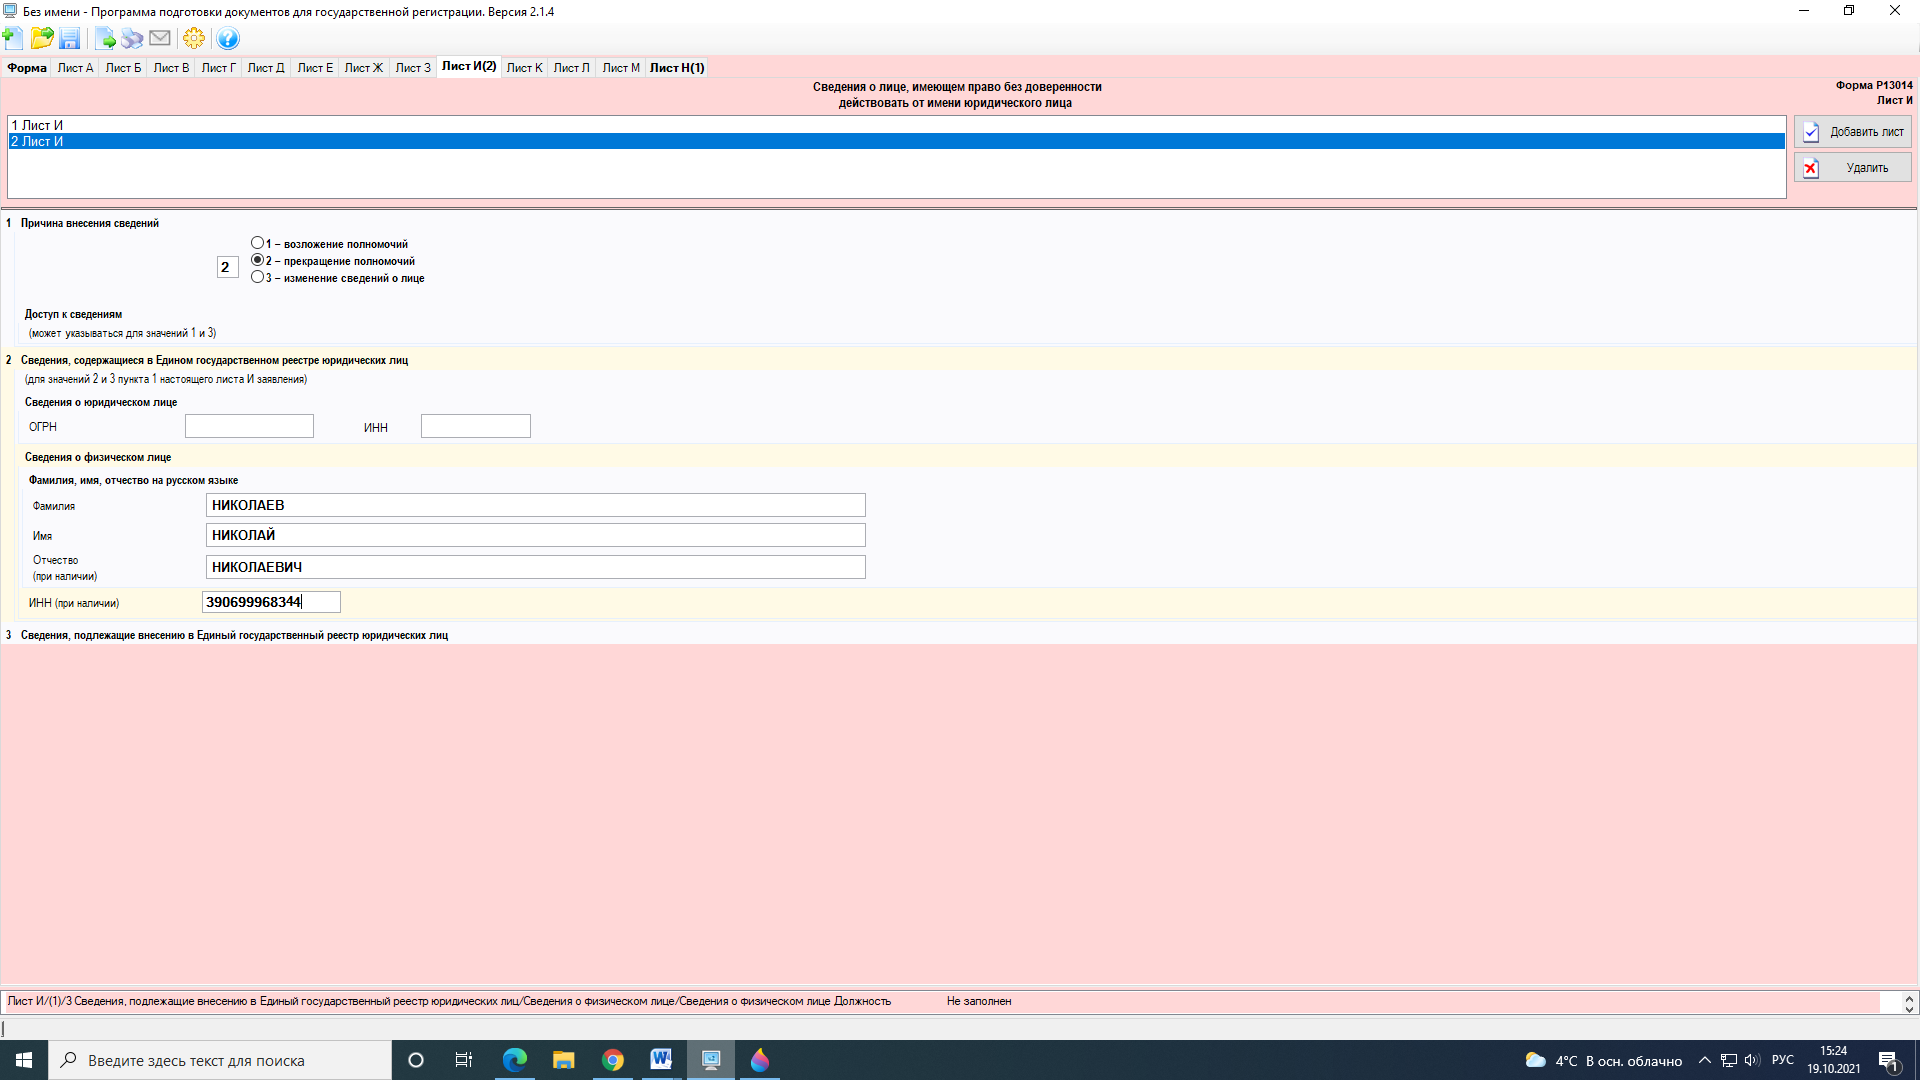 Без имени - Программа подготовки документов для государственной регистрации. Версия 2.1.4
Форма Лист А Лист Б Лист В Лист Г Лист Д Лист Е Лист Ж Лист З Лист И(2) Лист К Лист Л Лист М Лист Н(1)
Сведения о лице, имеющем право без доверенности
действовать от имени юридического лица
Форма Р13014
Лист И
1 Лист И
2 Лист И
Добавить лист
Удалить
1 Причина внесения сведений
2
1 – возложение полномочий
2 – прекращение полномочий
3 – изменение сведений о лице
Доступ к сведениям
(может указываться для значений 1 и 3)
2 Сведения, содержащиеся в Едином государственном реестре юридических лиц
(для значений 2 и 3 пункта 1 настоящего листа И заявления)
Сведения о юридическом лице
ОГРН ИНН
Сведения о физическом лице
Фамилия, имя, отчество на русском языке
Фамилия НИКОЛАЕВ
Имя НИКОЛАЙ
Отчество
(при наличии) НИКОЛАЕВИЧ
ИНН (при наличии) 390699968344
3 Сведения, подлежащие внесению в Единый государственный реестр юридических лиц
Лист И/(1)/3 Сведения, подлежащие внесению в Единый государственный реестр юридических лиц/Сведения о физическом лице/Сведения о физическом лице Должность Не заполнен
Введите здесь текст для поиска
4°C В осн. облачно
РУС
15:24
19.10.2021
1